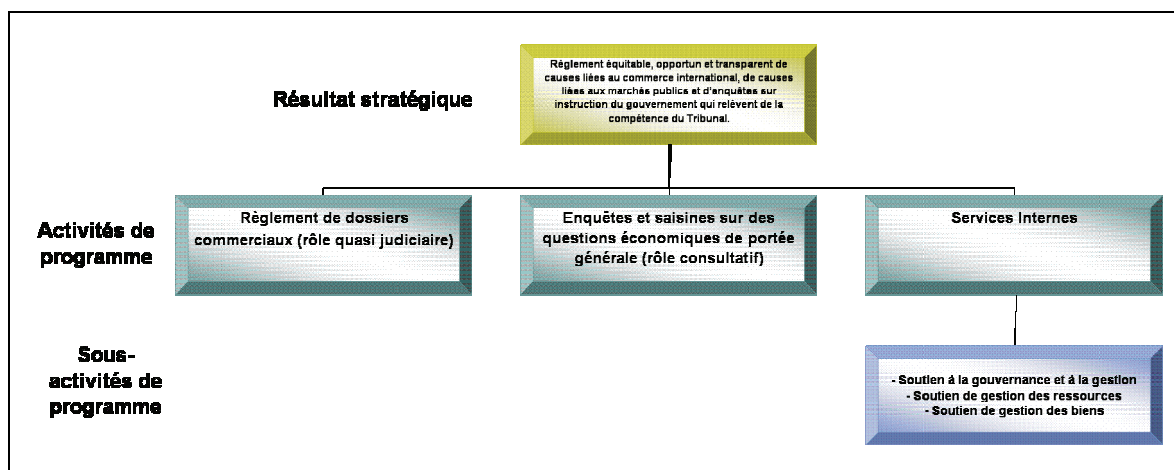 Résultat stratégique
Règlement équitable, opportun et transparent de
causes liées au commerce international, de causes
liées aux marchés publics et d'enquêtes sur
instruction du gouvernement qui relèvent de la
compétence du Tribunal.
Activités de
programme
Règlement de dossiers
commerciaux (rôle quasi judiciaire)
Enquêtes et saisines sur des
questions économiques de portée
générale (rôle consultatif)
Services Internes
Sous-
activités de
programme
- Soutien à la gouvernance et à la gestion
- Soutien de gestion des ressources
- Soutien de gestion des biens